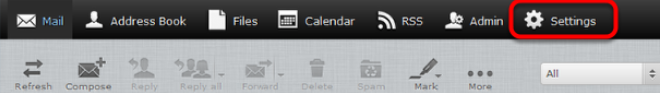 Mail Address Book Files Calendar RSS Admin Settings
Refresh Compose Reply Reply all Forward Delete Spam Mark More All